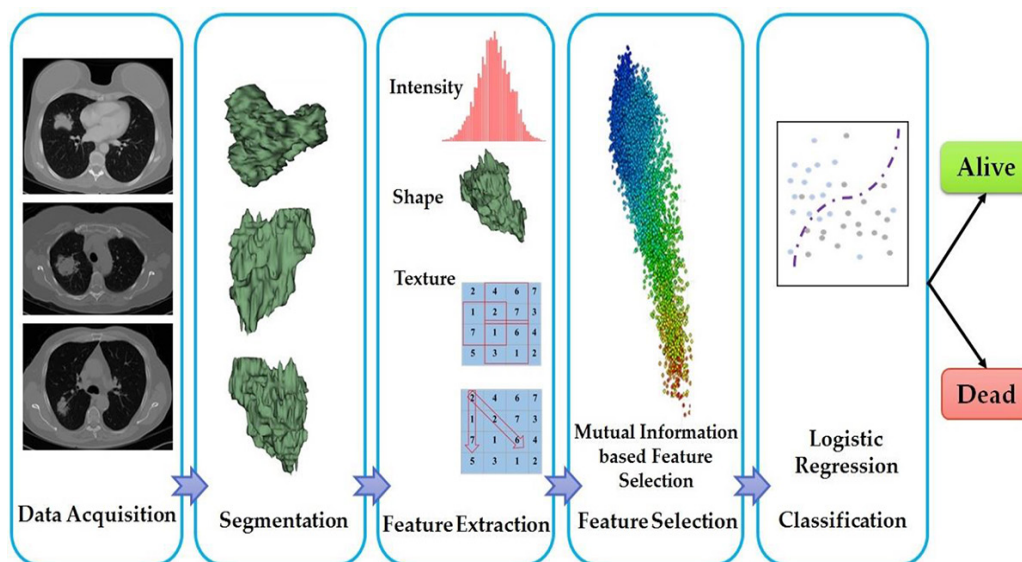 Data Acquisition
Segmentation
Intensity
Shape
Texture
2 4 6 7
1 2 7 3
7 1 6 4
5 3 1 2
2 4 6 7
1 2 7 3
7 1 6 4
5 3 1 2
Feature Extraction
Mutual Information
based Feature
Selection
Feature Selection
Logistic
Regression
Classification
Alive
Dead